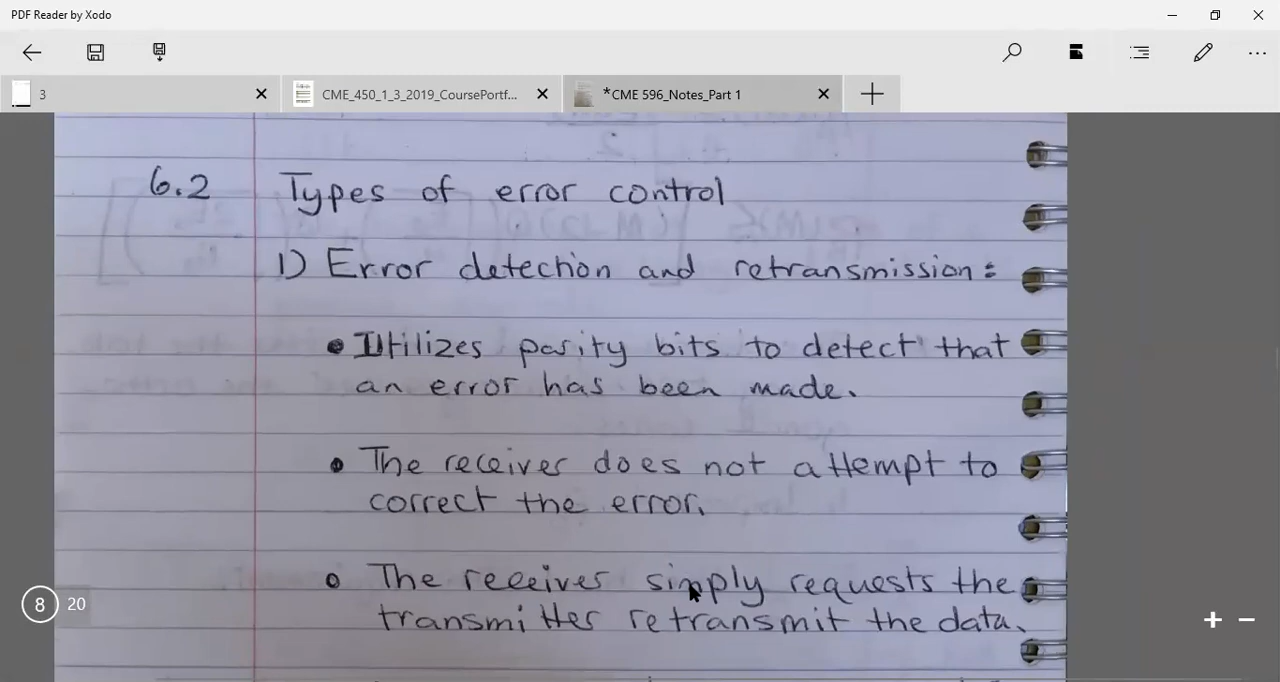 PDF Reader by Xodo
3
CME_450_1_3_2019_CoursePortf...
*CME 596_Notes_Part 1
6.2 Types of error control
1) Error detection and retransmission:
• Utilizes parity bits to detect that
an error has been made.
• The receiver does not attempt to
correct the error.
• The receiver simply requests the
transmitter retransmit the data.
8 20